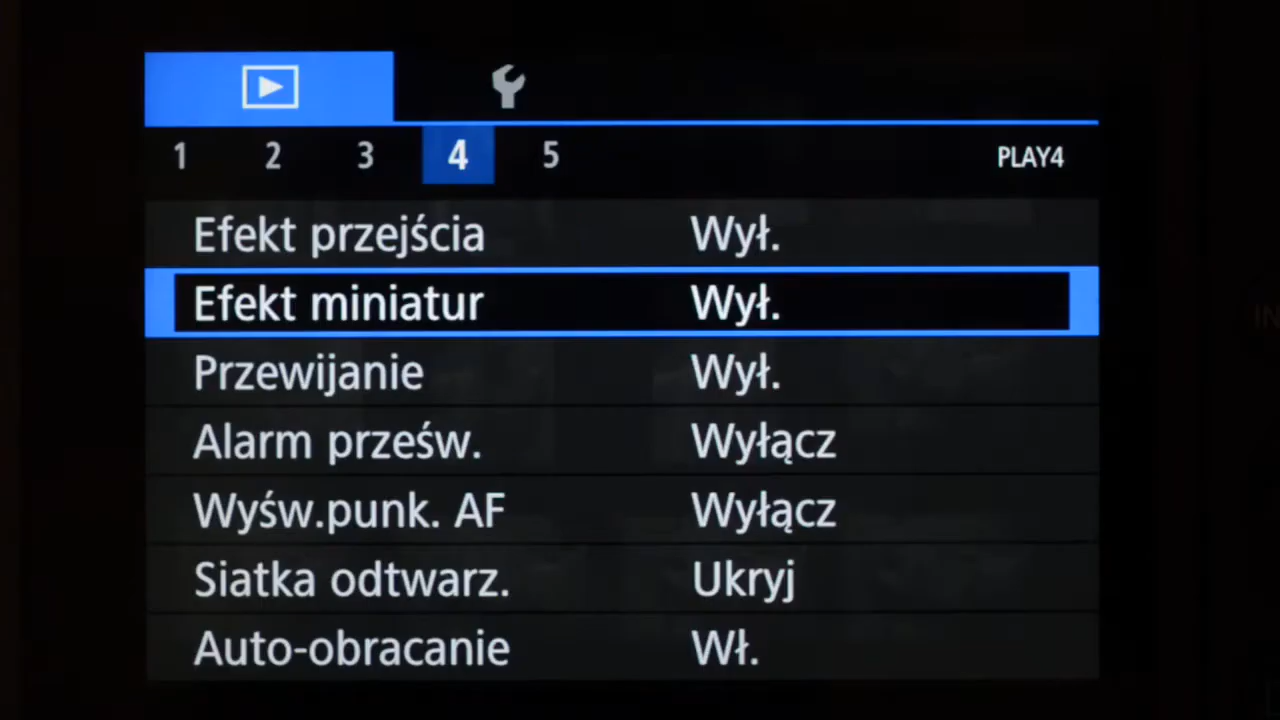 1 2 3 4 5 PLAY4
Efekt przejścia Wył.
Efekt miniatur Wył.
Przewijanie Wył.
Alarm prześw. Wyłącz
Wyśw.punk. AF Wyłącz
Siatka odtwarz. Ukryj
Auto-obracanie Wł.